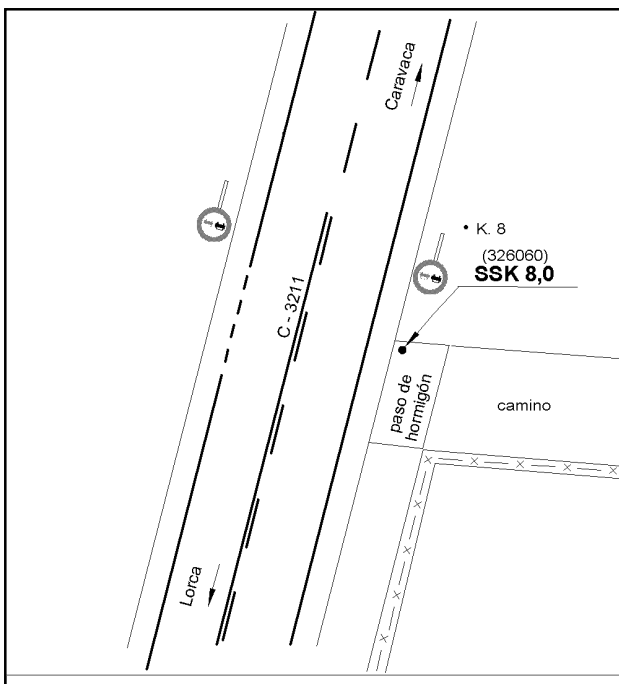 Caravaca
K. 8
(326060)
SSK 8,0
C - 3211
paso de
hormigón
camino
Lorca